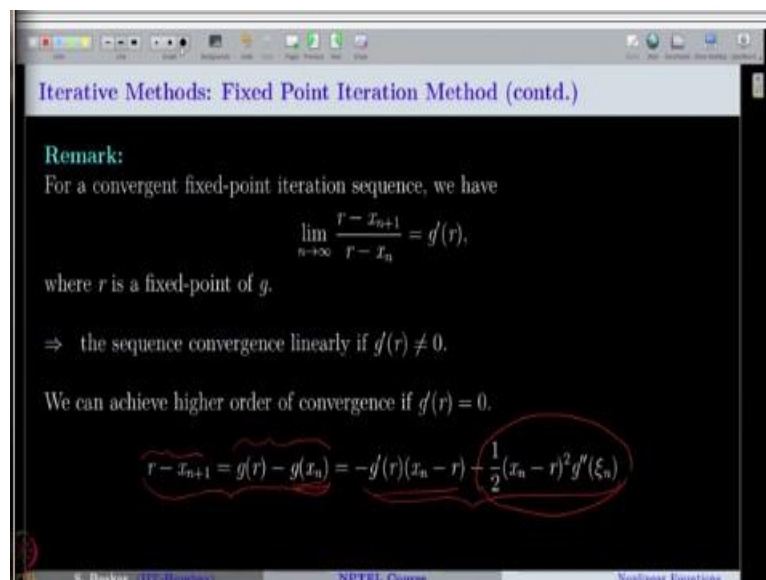 Iterative Methods: Fixed Point Iteration Method (contd.)
Remark:
For a convergent fixed-point iteration sequence, we have
lim_{n→∞} \frac{r - x_{n+1}}{r - x_n} = g′(r),
where r is a fixed-point of g.
⇒ the sequence convergence linearly if g′(r) ≠ 0.
We can achieve higher order of convergence if g′(r) = 0.
r - x_{n+1} = g(r) - g(x_n) = -g′(r)(x_n - r) - \frac{1}{2}(x_n - r)^2 g″(ξ_n)
NPTEL Course
Nonlinear Equations